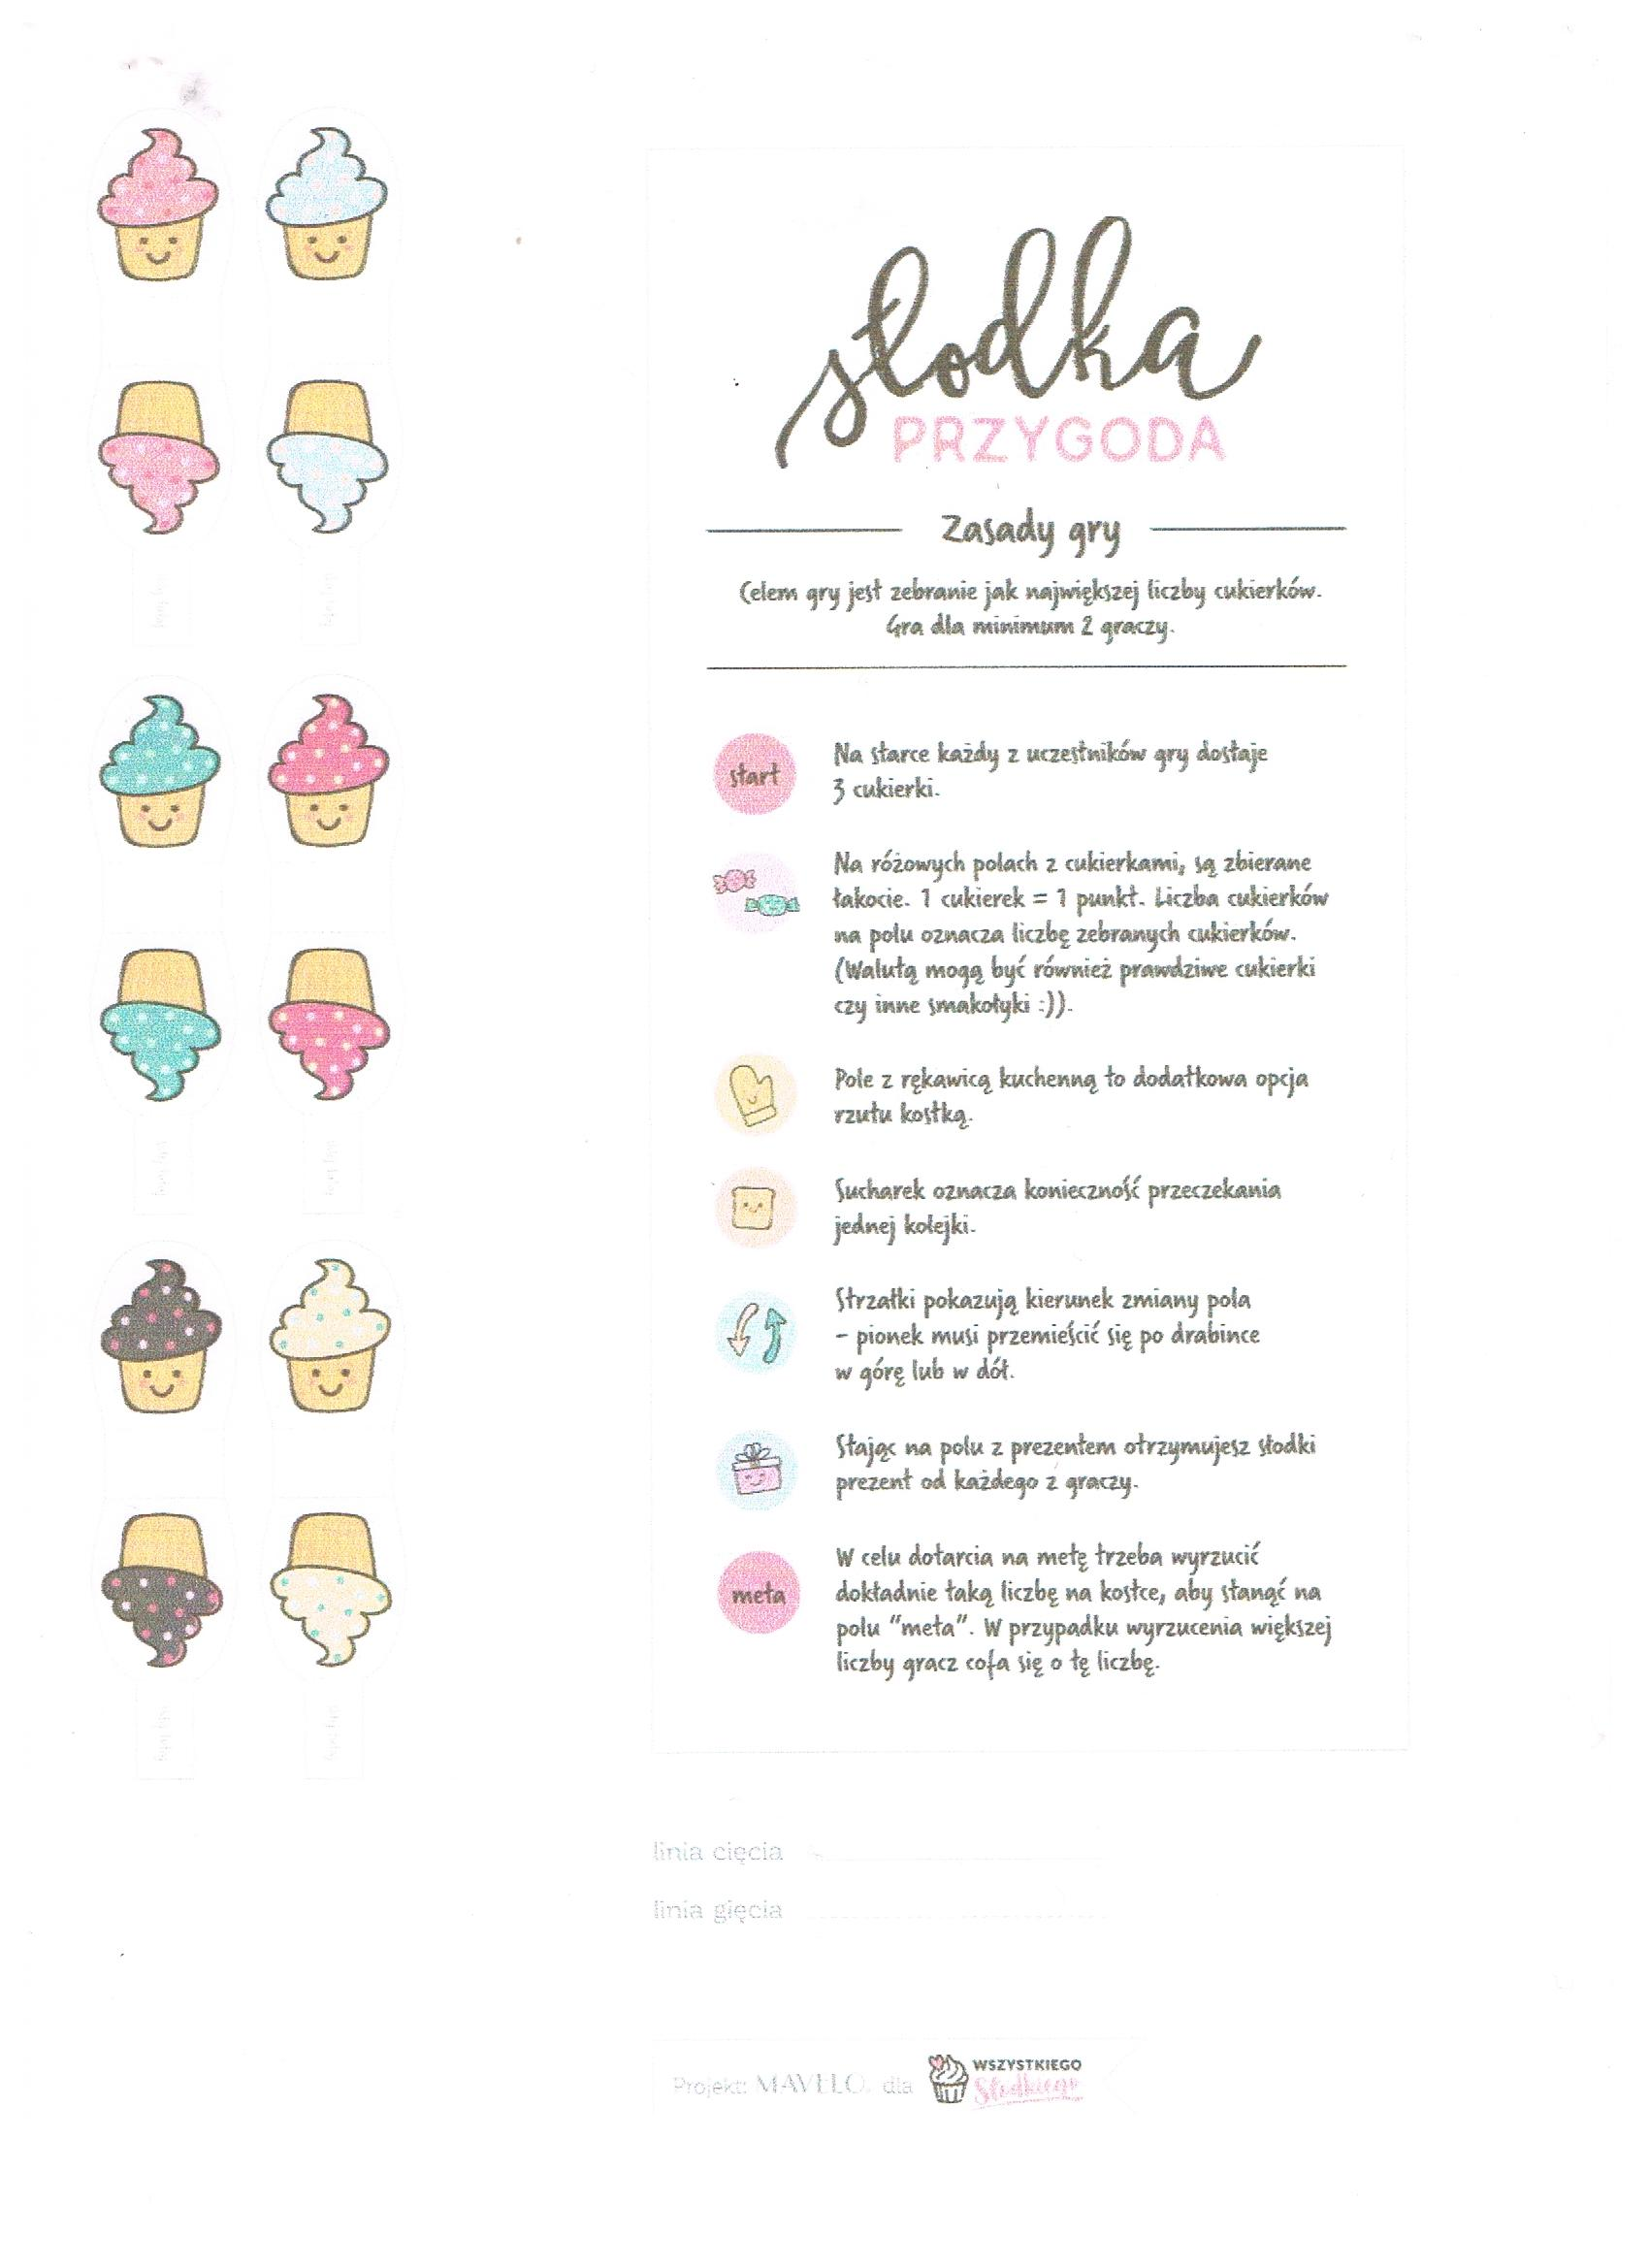 słodka
PRZYGODA
Zasady gry
Celem gry jest zebranie jak największej liczby cukierków.
Gra dla minimum 2 graczy.
start
Na starce każdy z uczestników gry dostaje
3 cukierki.
Na różowych polach z cukierkami, są zbierane
łakocie. 1 cukierek = 1 punkt. Liczba cukierków
na polu oznacza liczbę zebranych cukierków.
(Walutą mogą być również prawdziwe cukierki
czy inne smakołyki :)).
Pole z rękawicą kuchenną to dodatkowa opcja
rzutu kostką.
Sucharek oznacza konieczność przeczekania
jednej kolejki.
Strzałki pokazują kierunek zmiany pola
– pionek musi przemieścić się po drabince
w górę lub w dół.
Stając na polu z prezentem otrzymujesz słodki
prezent od każdego z graczy.
meta
W celu dotarcia na metę trzeba wyrzucić
dokładnie taką liczbę na kostce, aby stanąć na
polu "meta". W przypadku wyrzucenia większej
liczby gracz cofa się o tę liczbę.
linia cięcia
linia gięcia
Projekt: MAVELO. dla
WSZYSTKIEGO
Słodkiego